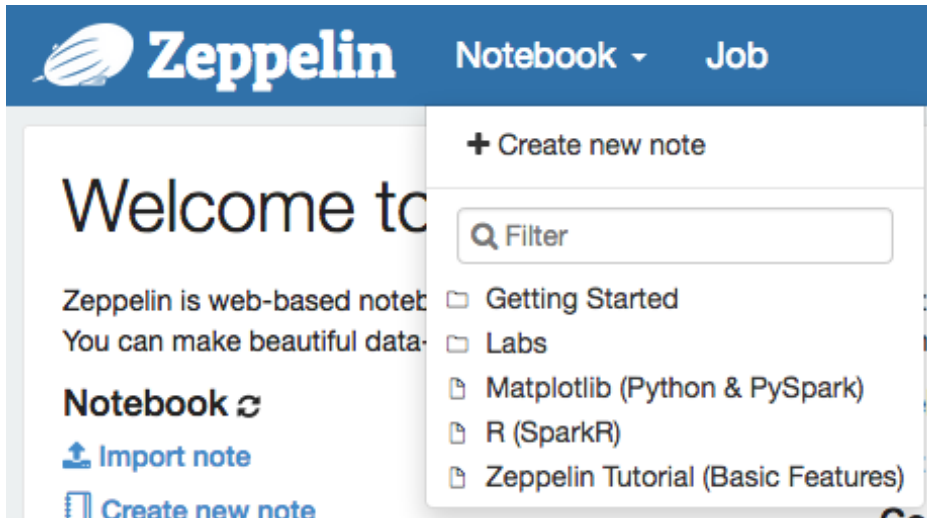 Zeppelin Notebook Job
+ Create new note
Welcome to
Filter
Zeppelin is web-based noteb
Getting Started
You can make beautiful data-
Labs
Notebook
Matplotlib (Python & PySpark)
R (SparkR)
Import note
Zeppelin Tutorial (Basic Features)
Create new note